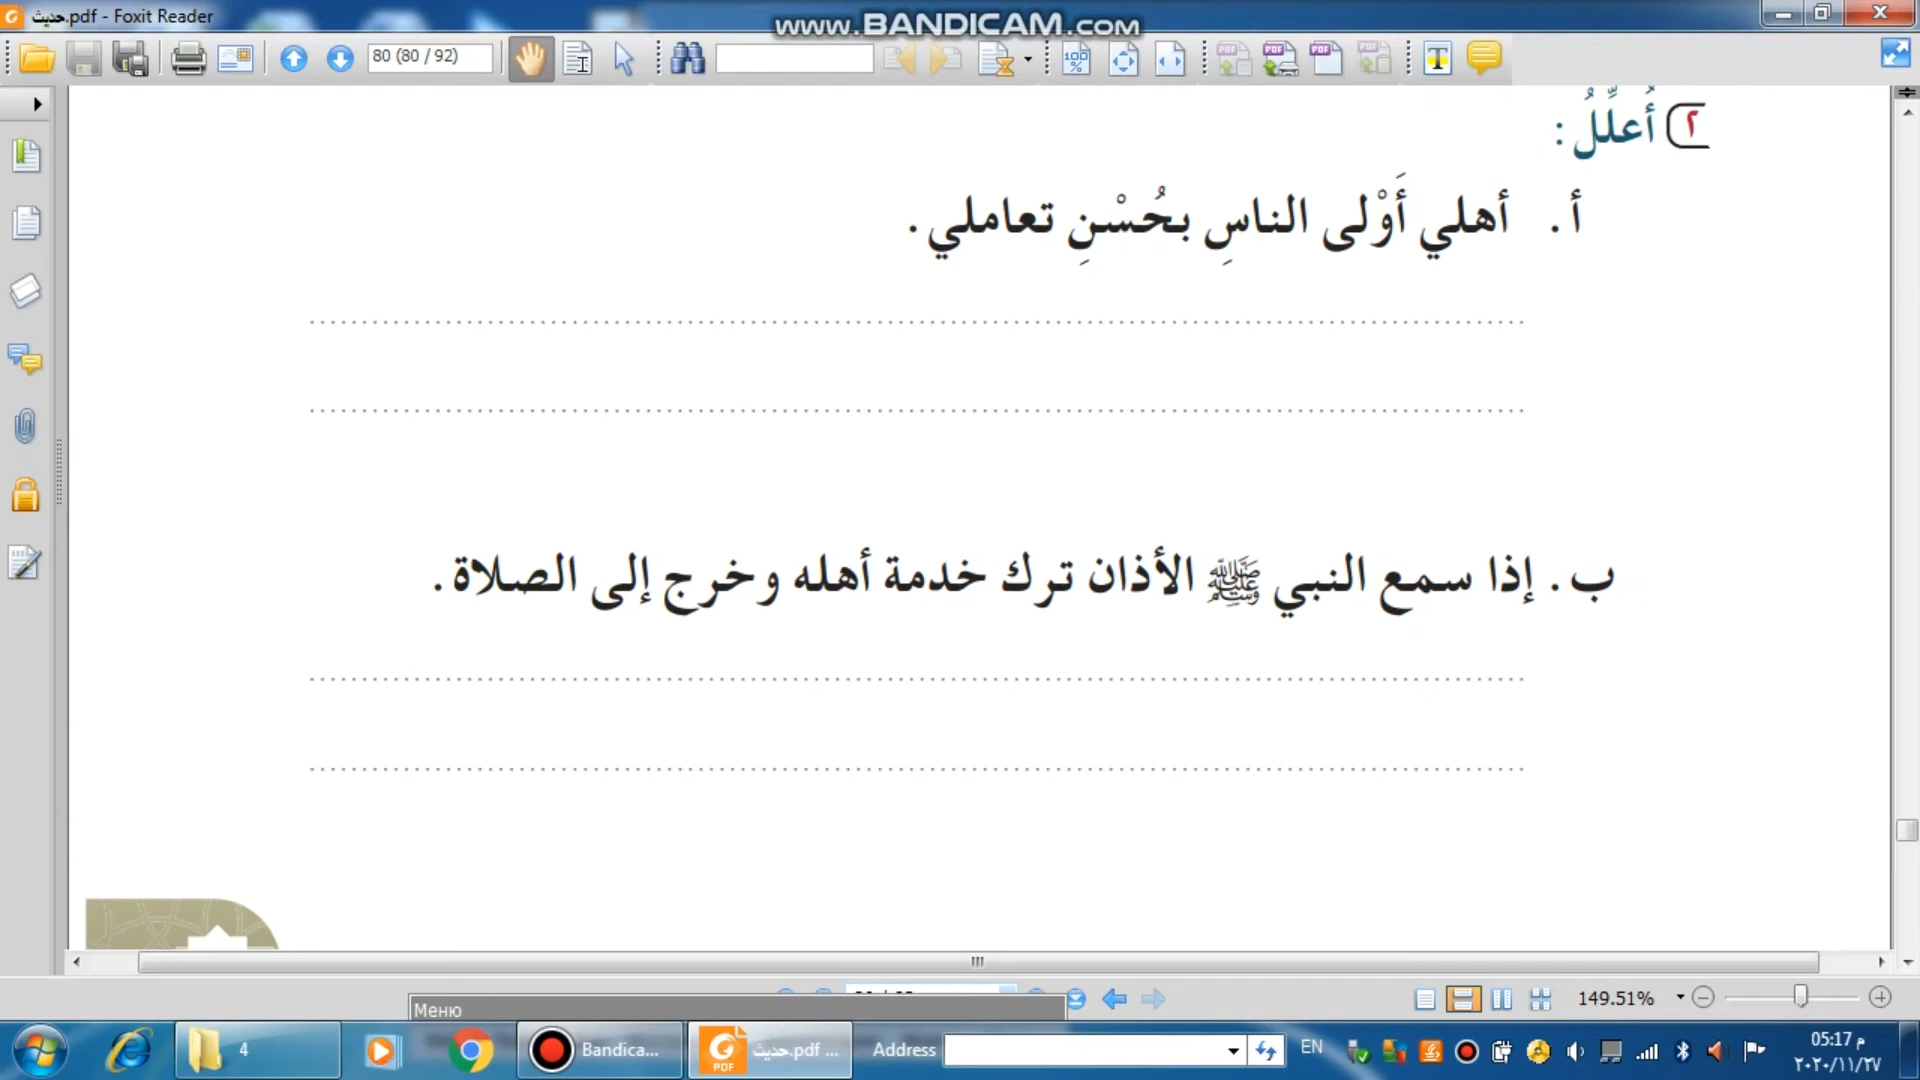 حديث.pdf - Foxit Reader
www.BANDICAM.com
80 (80 / 92)
٢ أُعلِّلُ :
أ . أهلي أَوْلى الناسِ بحُسْنِ تعاملي .
ب . إذا سمع النبي ﷺ الأذان ترك خدمة أهله وخرج إلى الصلاة .
149.51%
Меню
4
Bandica...
حديث.pdf ...
Address
EN
05:17 م
٢٠٢٠/١١/٢٧